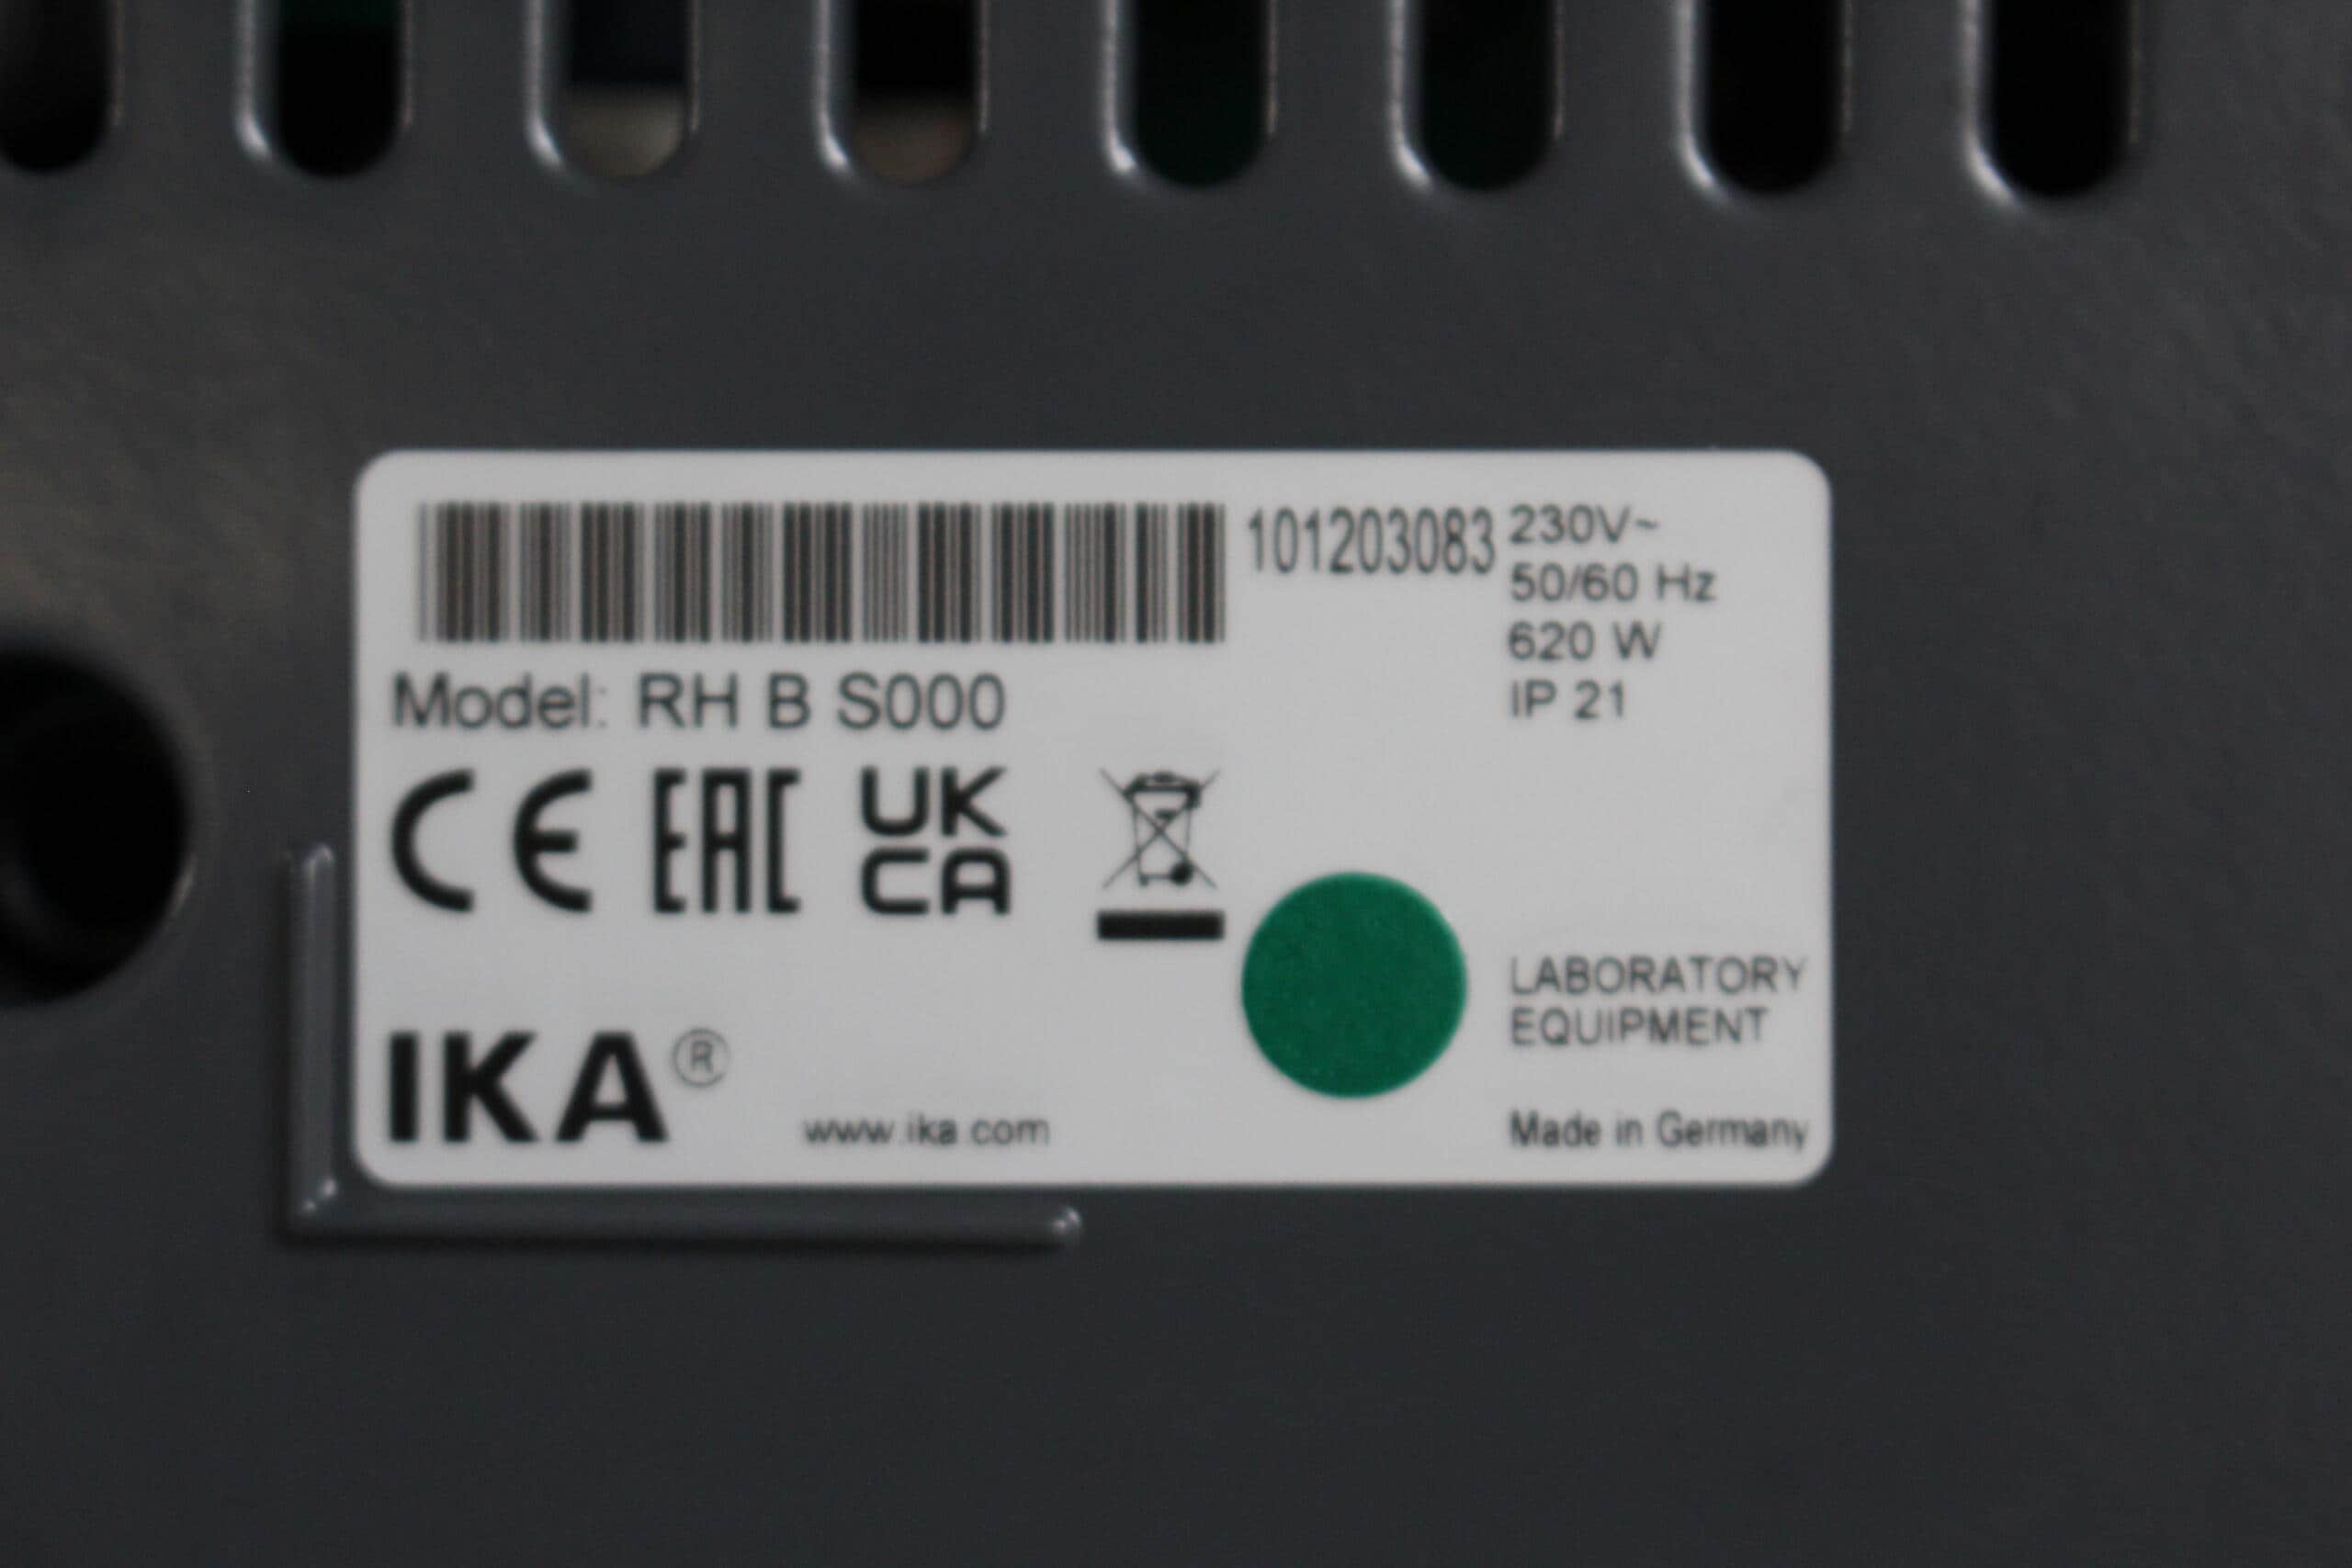 101203083
230V~
50/60 Hz
620 W
IP 21
Model: RH B S000
CE EAC UK
CA
LABORATORY
EQUIPMENT
IKA®
www.ika.com
Made in Germany